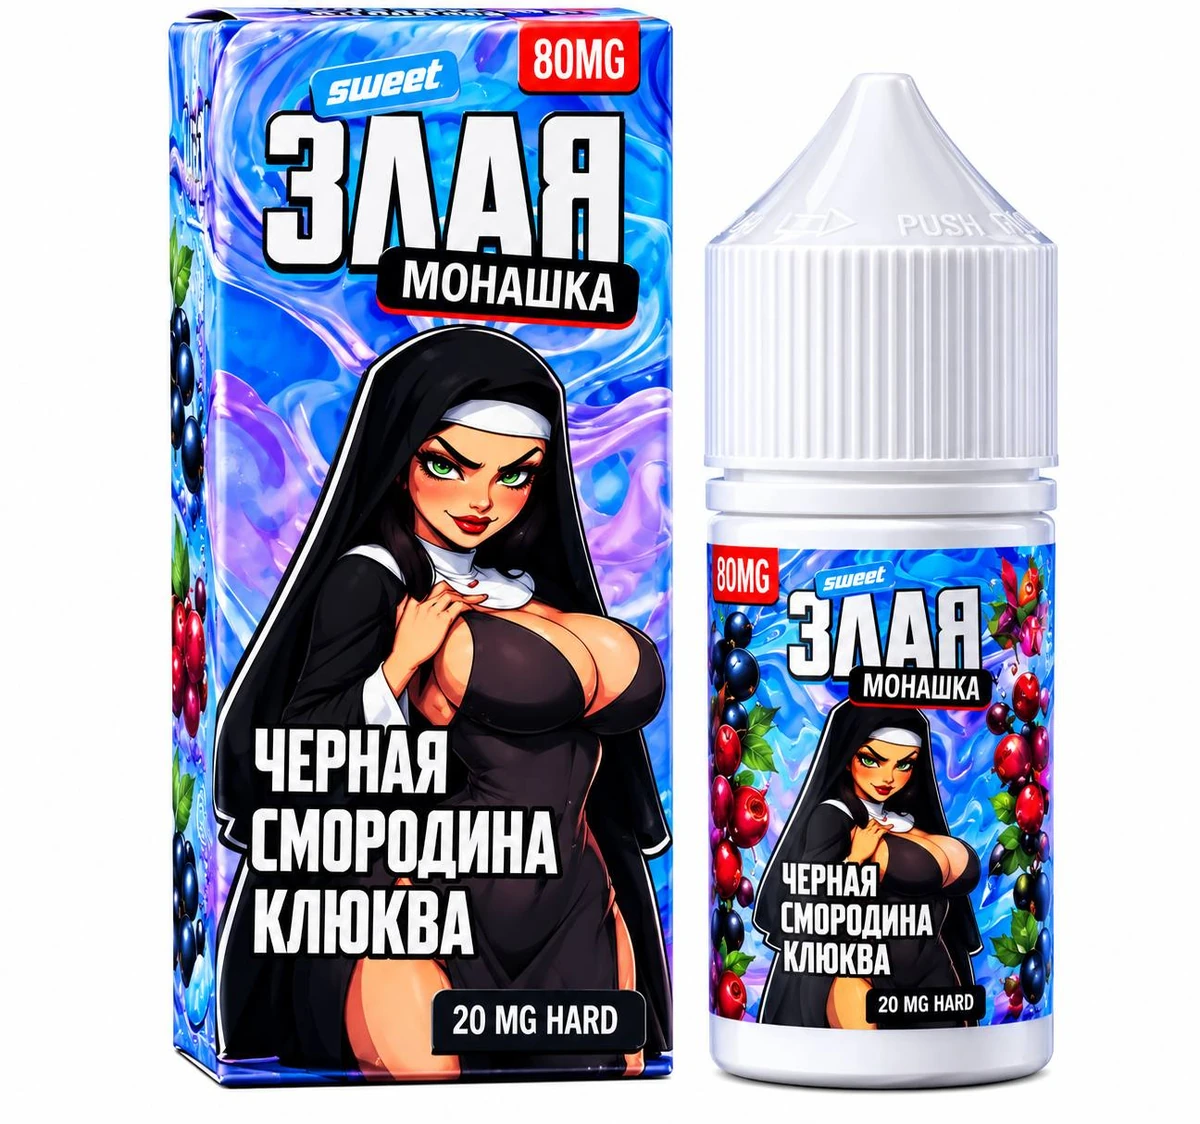 80MG
sweet
ЗЛАЯ
МОНАШКА
ЧЕРНАЯ
СМОРОДИНА
КЛЮКВА
20 MG HARD
PUSH
80MG
sweet
ЗЛАЯ
МОНАШКА
ЧЕРНАЯ
СМОРОДИНА
КЛЮКВА
20 MG HARD